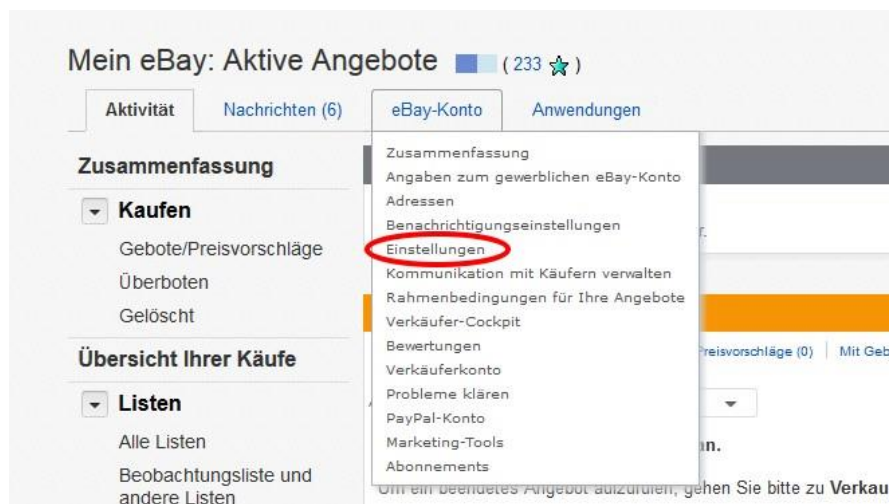 Mein eBay: Aktive Angebote (233)
Aktivität Nachrichten (6) eBay-Konto Anwendungen
Zusammenfassung
Kaufen
Gebote/Preisvorschläge
Überboten
Gelöscht
Übersicht Ihrer Käufe
Listen
Alle Listen
Beobachtungsliste und
andere Listen
Zusammenfassung
Angaben zum gewerblichen eBay-Konto
Adressen
Benachrichtigungseinstellungen
Einstellungen
Kommunikation mit Käufern verwalten
Rahmenbedingungen für Ihre Angebote
Verkäufer-Cockpit
Bewertungen
Verkäuferkonto
Probleme klären
PayPal-Konto
Marketing-Tools
Abonnements
r.
reisvorschläge (0) Mit Geb
an.
Um ein beendetes Angebot aufzurufen, gehen Sie bitte zu Verkau